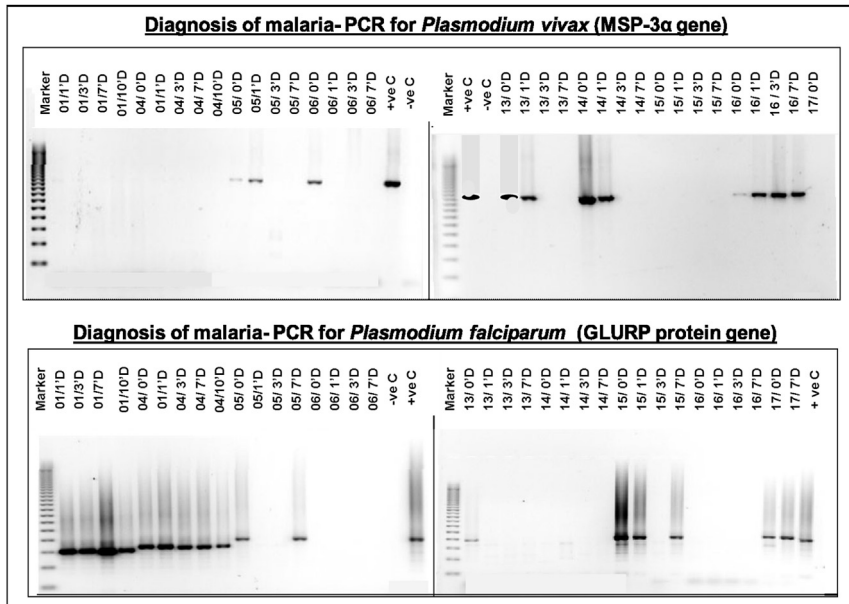 Diagnosis of malaria- PCR for Plasmodium vivax (MSP-3α gene)
Marker
01/1'D
01/3'D
01/7'D
01/10'D
04/ 0'D
01/ 1'D
04/ 3'D
04/ 7'D
04/10'D
05/ 0'D
05/1'D
05/ 3'D
05/ 7'D
06/ 0'D
06/ 1'D
06/ 3'D
06/ 7'D
+ve C
-ve C
Marker
+ve C
-ve C
13/ 0'D
13/ 1'D
13/ 3'D
13/ 7'D
14/ 0'D
14/ 1'D
14/ 3'D
14/ 7'D
15/ 0'D
15/ 1'D
15/ 3'D
15/ 7'D
16/ 0'D
16/ 1'D
16 / 3'D
16/ 7'D
17/ 0'D
Diagnosis of malaria- PCR for Plasmodium falciparum (GLURP protein gene)
Marker
01/1'D
01/3'D
01/7'D
01/10'D
04/ 0'D
01/ 1'D
04/ 3'D
04/ 7'D
04/10'D
05/ 0'D
05/1'D
05/ 3'D
05/ 7'D
06/ 0'D
06/ 1'D
06/ 3'D
06/ 7'D
-ve C
+ve C
Marker
13/ 0'D
13/ 1'D
13/ 3'D
13/ 7'D
14/ 0'D
14/ 1'D
14/ 3'D
14/ 7'D
15/ 0'D
15/ 1'D
15/ 3'D
15/ 7'D
16/ 0'D
16/ 1'D
16/ 3'D
16/ 7'D
17/ 0'D
17/ 7'D
+ ve C